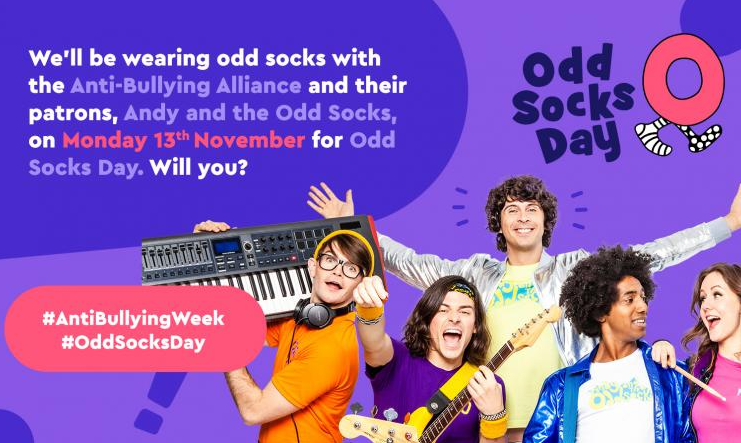 We'll be wearing odd socks with
the Anti-Bullying Alliance and their
patrons, Andy and the Odd Socks,
on Monday 13th November for Odd
Socks Day. Will you?
Odd
Socks
Day
#AntiBullyingWeek
#OddSocksDay